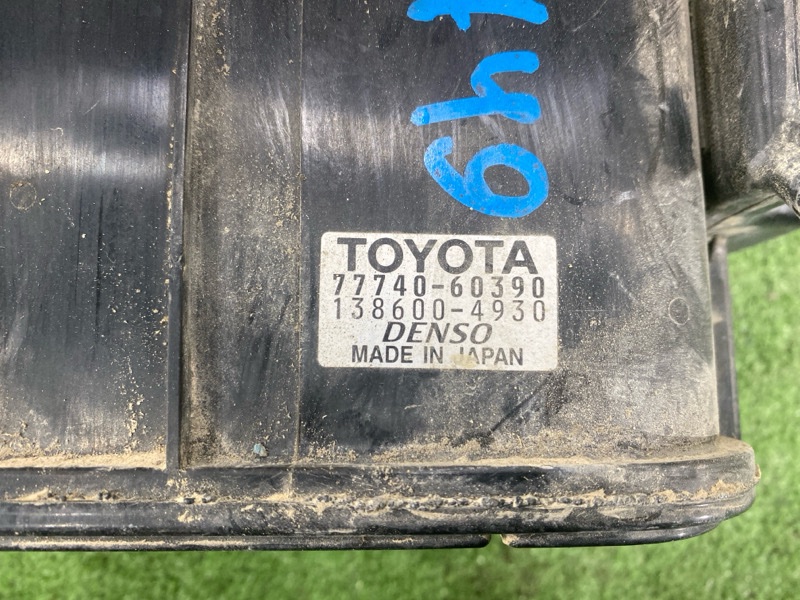 TOYOTA
77740-60390
138600-4930
DENSO
MADE IN JAPAN